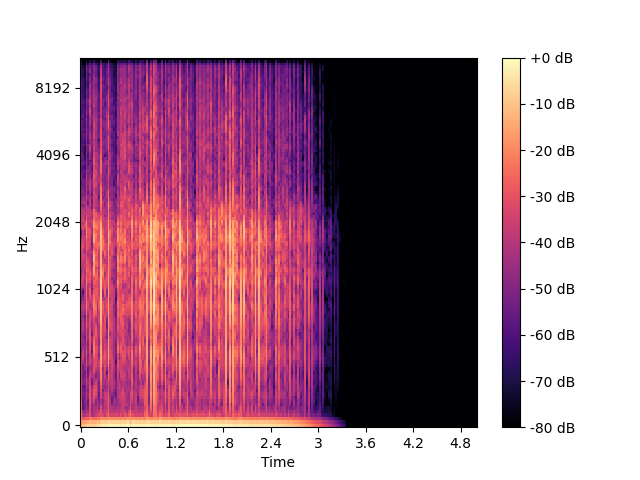 8192
4096
2048
1024
512
0
Hz
0 0.6 1.2 1.8 2.4 3 3.6 4.2 4.8
Time
+0 dB
-10 dB
-20 dB
-30 dB
-40 dB
-50 dB
-60 dB
-70 dB
-80 dB